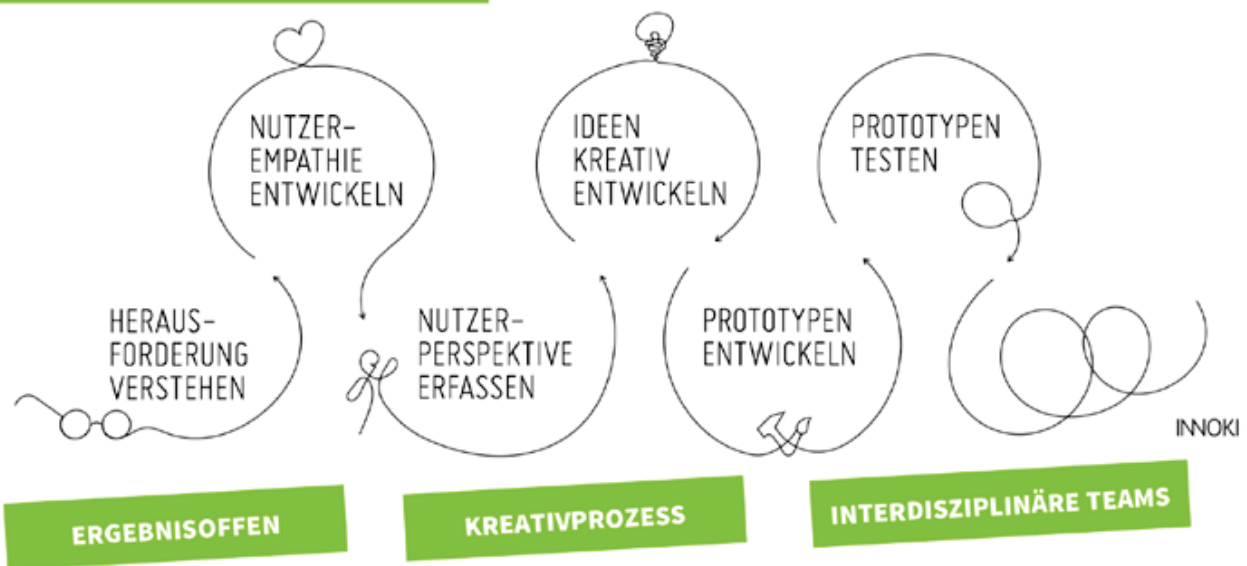 NUTZER-
EMPATHIE
ENTWICKELN
IDEEN
KREATIV
ENTWICKELN
PROTOTYPEN
TESTEN
HERAUS-
FORDERUNG
VERSTEHEN
NUTZER-
PERSPEKTIVE
ERFASSEN
PROTOTYPEN
ENTWICKELN
INNOKI
ERGEBNISOFFEN
KREATIVPROZESS
INTERDISZIPLINÄRE TEAMS